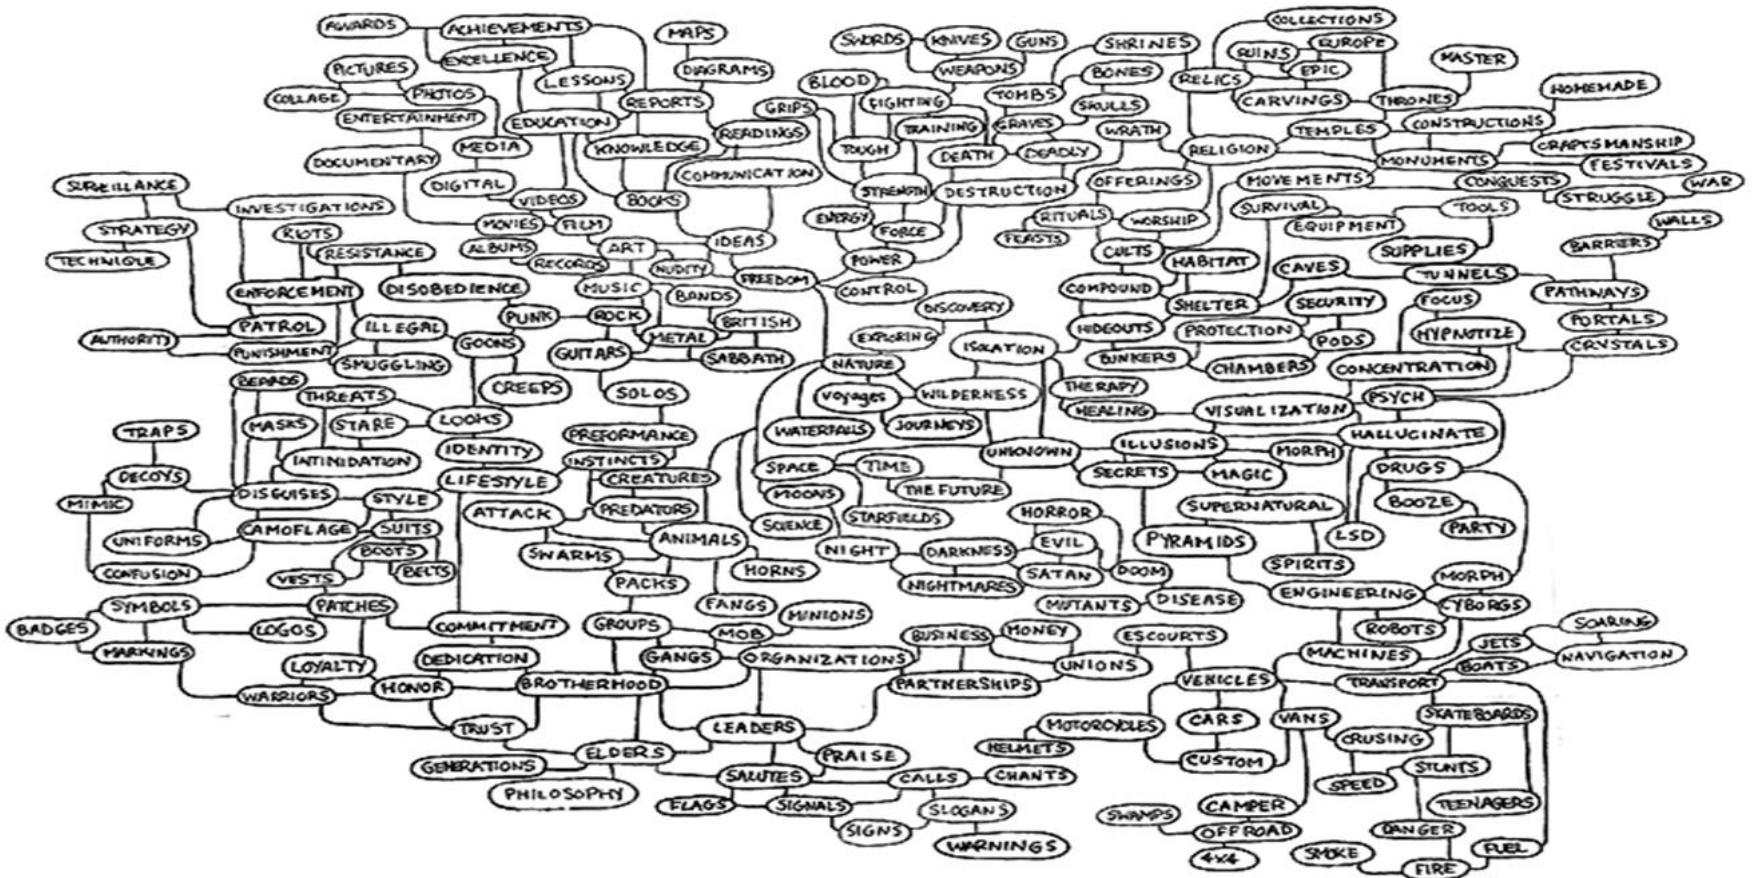 AWARDS
ACHIEVEMENTS
EXCELLENCE
MAPS
PICTURES
COLLAGE
PHOTOS
LESSONS
DIAGRAMS
REPORTS
ENTERTAINMENT
EDUCATION
READINGS
DOCUMENTARY
MEDIA
KNOWLEDGE
DIGITAL
COMMUNICATION
VIDEOS
BOOKS
MOVIES
FILM
SURVEILLANCE
INVESTIGATIONS
STRATEGY
TECHNIQUE
RIOTS
RESISTANCE
ALBUMS
RECORDS
ART
IDEAS
NUDITY
FREEDOM
ENFORCEMENT
DISOBEDIENCE
MUSIC
BANDS
PATROL
AUTHORITY
PUNISHMENT
ILLEGAL
SMUGGLING
GOONS
PUNK
ROCK
BRITISH
METAL
GUITARS
SABBATH
CREEPS
SOLOS
SWORDS
KNIVES
GUNS
WEAPONS
BLOOD
GRIPS
FIGHTING
TRAINING
TOUGH
DEATH
STRENGTH
DESTRUCTION
ENERGY
FORCE
POWER
CONTROL
SHRINES
BONES
TOMBS
SKULLS
GRAVES
WRATH
DEADLY
OFFERINGS
RITUALS
WORSHIP
FEASTS
CULTS
COLLECTIONS
RUINS
EUROPE
EPIC
RELICS
CARVINGS
THRONES
MASTER
HOMEMADE
TEMPLES
CONSTRUCTIONS
RELIGION
MONUMENTS
CRAFTSMANSHIP
FESTIVALS
MOVEMENTS
CONQUESTS
STRUGGLE
WAR
SURVIVAL
TOOLS
EQUIPMENT
SUPPLIES
WALLS
BARRIERS
HABITAT
CAVES
TUNNELS
COMPOUND
SHELTER
SECURITY
FOCUS
PATHWAYS
HIDEOUTS
PROTECTION
PODS
HYPNOTIZE
PORTALS
CRYSTALS
BUNKERS
CHAMBERS
CONCENTRATION
DISCOVERY
EXPLORING
ISOLATION
NATURE
VOYAGES
WILDERNESS
WATERFALLS
JOURNEYS
THERAPY
HEALING
VISUALIZATION
PSYCH
HALLUCINATE
UNKNOWN
ILLUSIONS
MORPH
SECRETS
MAGIC
DRUGS
SUPERNATURAL
BOOZE
PARTY
LSD
PYRAMIDS
SPIRITS
BEARDS
THREATS
MASKS
STARE
LOOKS
TRAPS
DECOYS
MIMIC
INTIMIDATION
IDENTITY
DISGUISES
LIFESTYLE
STYLE
UNIFORMS
CAMOFLAGE
SUITS
CONFUSION
BOOTS
VESTS
BELTS
PREFORMANCE
INSTINCTS
CREATURES
PREDATORS
ATTACK
ANIMALS
SWARMS
PACKS
HORNS
FANGS
SPACE
TIME
THE FUTURE
MOONS
SCIENCE
STARFIELDS
NIGHT
DARKNESS
NIGHTMARES
HORROR
EVIL
SATAN
DOOM
MUTANTS
DISEASE
SYMBOLS
BADGES
MARKINGS
LOGOS
PATCHES
LOYALTY
WARRIORS
COMMITMENT
DEDICATION
HONOR
BROTHERHOOD
TRUST
GROUPS
MOB
MINIONS
GANGS
ORGANIZATIONS
BUSINESS
MONEY
PARTNERSHIPS
UNIONS
ESCOURTS
ENGINEERING
MORPH
CYBORGS
ROBOTS
MACHINES
JETS
BOATS
SOARING
NAVIGATION
VEHICLES
TRANSPORT
MOTORCYCLES
HELMETS
CARS
VANS
CUSTOM
SKATEBOARDS
CRUSING
SPEED
STUNTS
TEENAGERS
LEADERS
ELDERS
GENERATIONS
PHILOSOPHY
PRAISE
SALUTES
CALLS
CHANTS
FLAGS
SIGNALS
SIGNS
SLOGANS
WARNINGS
CAMPER
SWAMPS
OFFROAD
4X4
DANGER
SMOKE
FIRE
FUEL